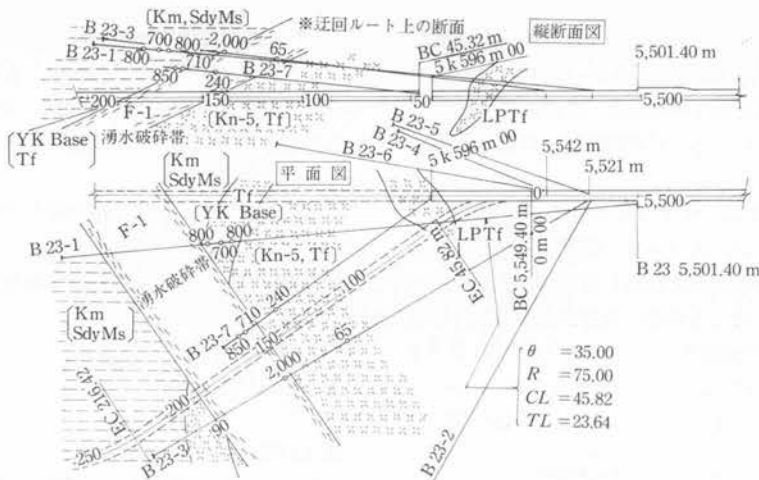 B 23-3
〔Km, SdyMs〕
※迂回ルート上の断面
縦断面図
B 23-1
700 800 2,000
65
BC 45.32 m
5 k 596 m 00
5,501.40 m
800
710
B 23-7
850
240
200
F-1
150
100
50
LPTf
5,500
〔YK Base Tf〕
湧水破砕帯
〔Kn-5, Tf〕
B 23-5
B 23-4
B 23-6
5 k 596 m 00
5,542 m
5,521 m
〔Km SdyMs〕
平面図
Tf
〔YK Base〕
0
5,500
B 23-1
F-1
800 800
700
〔Kn-5, Tf〕
LPTf
EC 45.82 m
BC 5,549.40 m
0 m 00
B 23 5,501.40 m
湧水破砕帯
〔Km SdyMs〕
B 23-7
710
240
850
150
100
65
2,000
200
EC 216.42
250
B 23-3
90
B 23-2
θ =35.00
R =75.00
CL =45.82
TL =23.64